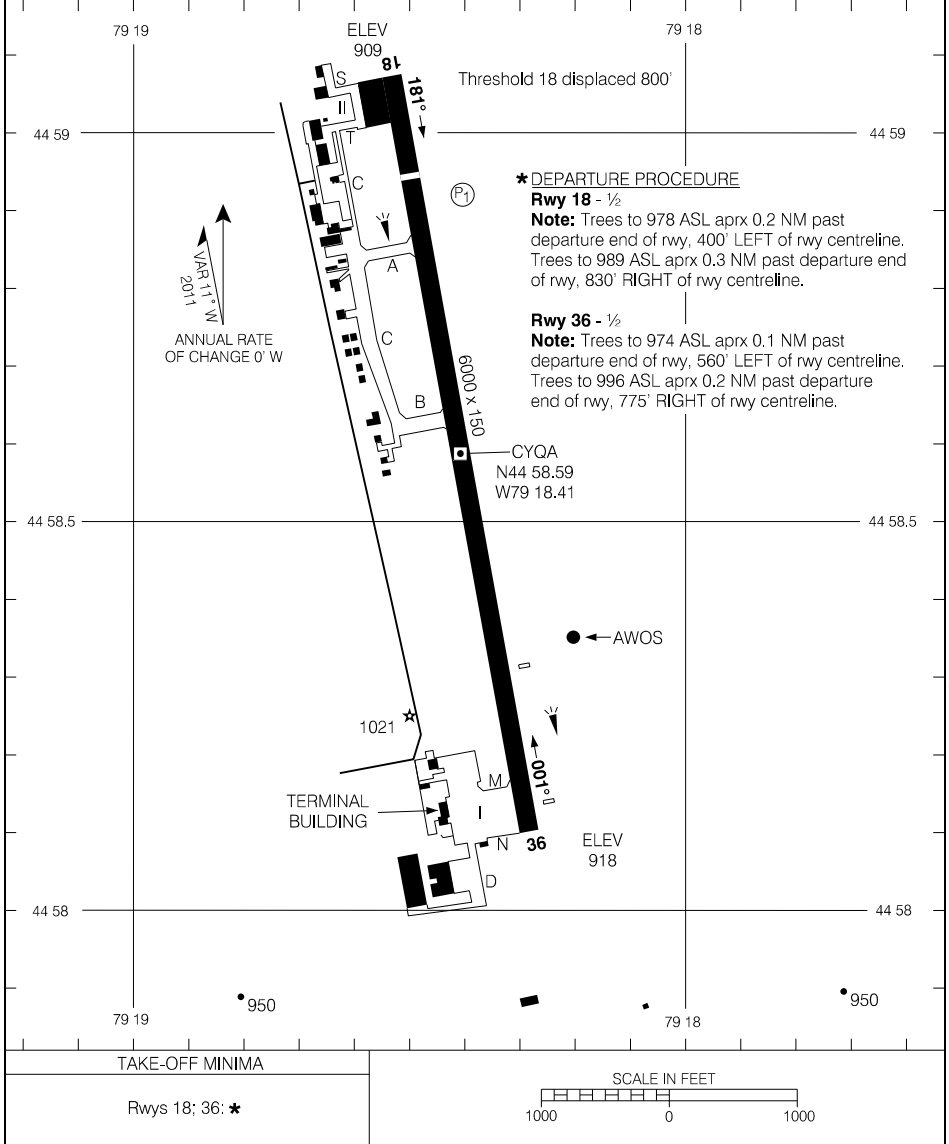 79 19
79 18
ELEV
909
18
181°
S
II
T
C
Threshold 18 displaced 800'
44 59
44 59
P1
* DEPARTURE PROCEDURE
Rwy 18 - ½
Note: Trees to 978 ASL aprx 0.2 NM past
departure end of rwy, 400' LEFT of rwy centreline.
Trees to 989 ASL aprx 0.3 NM past departure end
of rwy, 830' RIGHT of rwy centreline.
Rwy 36 - ½
Note: Trees to 974 ASL aprx 0.1 NM past
departure end of rwy, 560' LEFT of rwy centreline.
Trees to 996 ASL aprx 0.2 NM past departure
end of rwy, 775' RIGHT of rwy centreline.
VAR 11° W
2011
ANNUAL RATE
OF CHANGE 0' W
A
C
B
6000 x 150
CYQA
N44 58.59
W79 18.41
44 58.5
44 58.5
AWOS
1021
001°
M
TERMINAL
BUILDING
I
N
36
ELEV
918
D
44 58
44 58
950
950
79 19
79 18
TAKE-OFF MINIMA
Rwys 18; 36: *
SCALE IN FEET
1000
0
1000